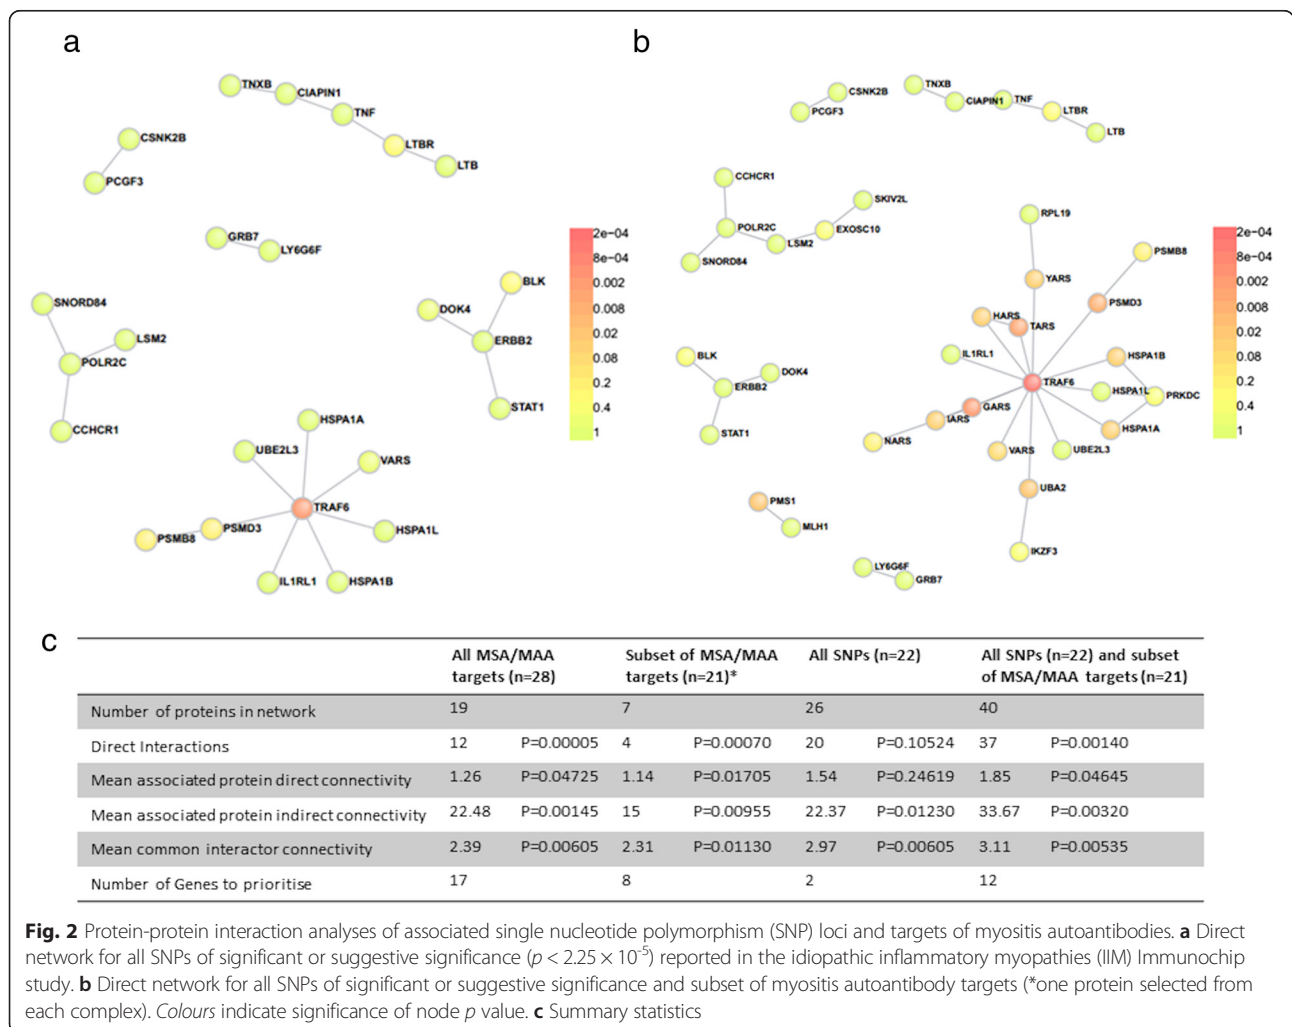 a
TNXB
CIAPIN1
TNF
LTBR
LTB
CSNK2B
PCGF3
GRB7
LY6G6F
SNORD84
LSM2
POLR2C
CCHCR1
BLK
DOK4
ERBB2
STAT1
HSPA1A
UBE2L3
VARS
TRAF6
PSMD3
PSMB8
HSPA1L
IL1RL1
HSPA1B
2e−04
8e−04
0.002
0.008
0.02
0.08
0.2
0.4
1
b
TNXB
CSNK2B
CIAPIN1
TNF
PCGF3
LTBR
LTB
CCHCR1
SKIV2L
POLR2C
EXOSC10
LSM2
SNORD84
RPL19
PSMB8
YARS
PSMD3
HARS
TARS
IL1RL1
HSPA1B
TRAF6
HSPA1L
PRKDC
GARS
IARS
HSPA1A
NARS
VARS
UBE2L3
UBA2
IKZF3
BLK
DOK4
ERBB2
STAT1
PMS1
MLH1
LY6G6F
GRB7
2e−04
8e−04
0.002
0.008
0.02
0.08
0.2
0.4
1
c
All MSA/MAA targets (n=28) Subset of MSA/MAA targets (n=21)* All SNPs (n=22) All SNPs (n=22) and subset of MSA/MAA targets (n=21)
Number of proteins in network 19 7 26 40
Direct Interactions 12 P=0.00005 4 P=0.00070 20 P=0.10524 37 P=0.00140
Mean associated protein direct connectivity 1.26 P=0.04725 1.14 P=0.01705 1.54 P=0.24619 1.85 P=0.04645
Mean associated protein indirect connectivity 22.48 P=0.00145 15 P=0.00955 22.37 P=0.01230 33.67 P=0.00320
Mean common interactor connectivity 2.39 P=0.00605 2.31 P=0.01130 2.97 P=0.00605 3.11 P=0.00535
Number of Genes to prioritise 17 8 2 12
Fig. 2 Protein-protein interaction analyses of associated single nucleotide polymorphism (SNP) loci and targets of myositis autoantibodies. a Direct
network for all SNPs of significant or suggestive significance (p < 2.25 × 10⁻⁵) reported in the idiopathic inflammatory myopathies (IIM) Immunochip
study. b Direct network for all SNPs of significant or suggestive significance and subset of myositis autoantibody targets (*one protein selected from
each complex). Colours indicate significance of node p value. c Summary statistics